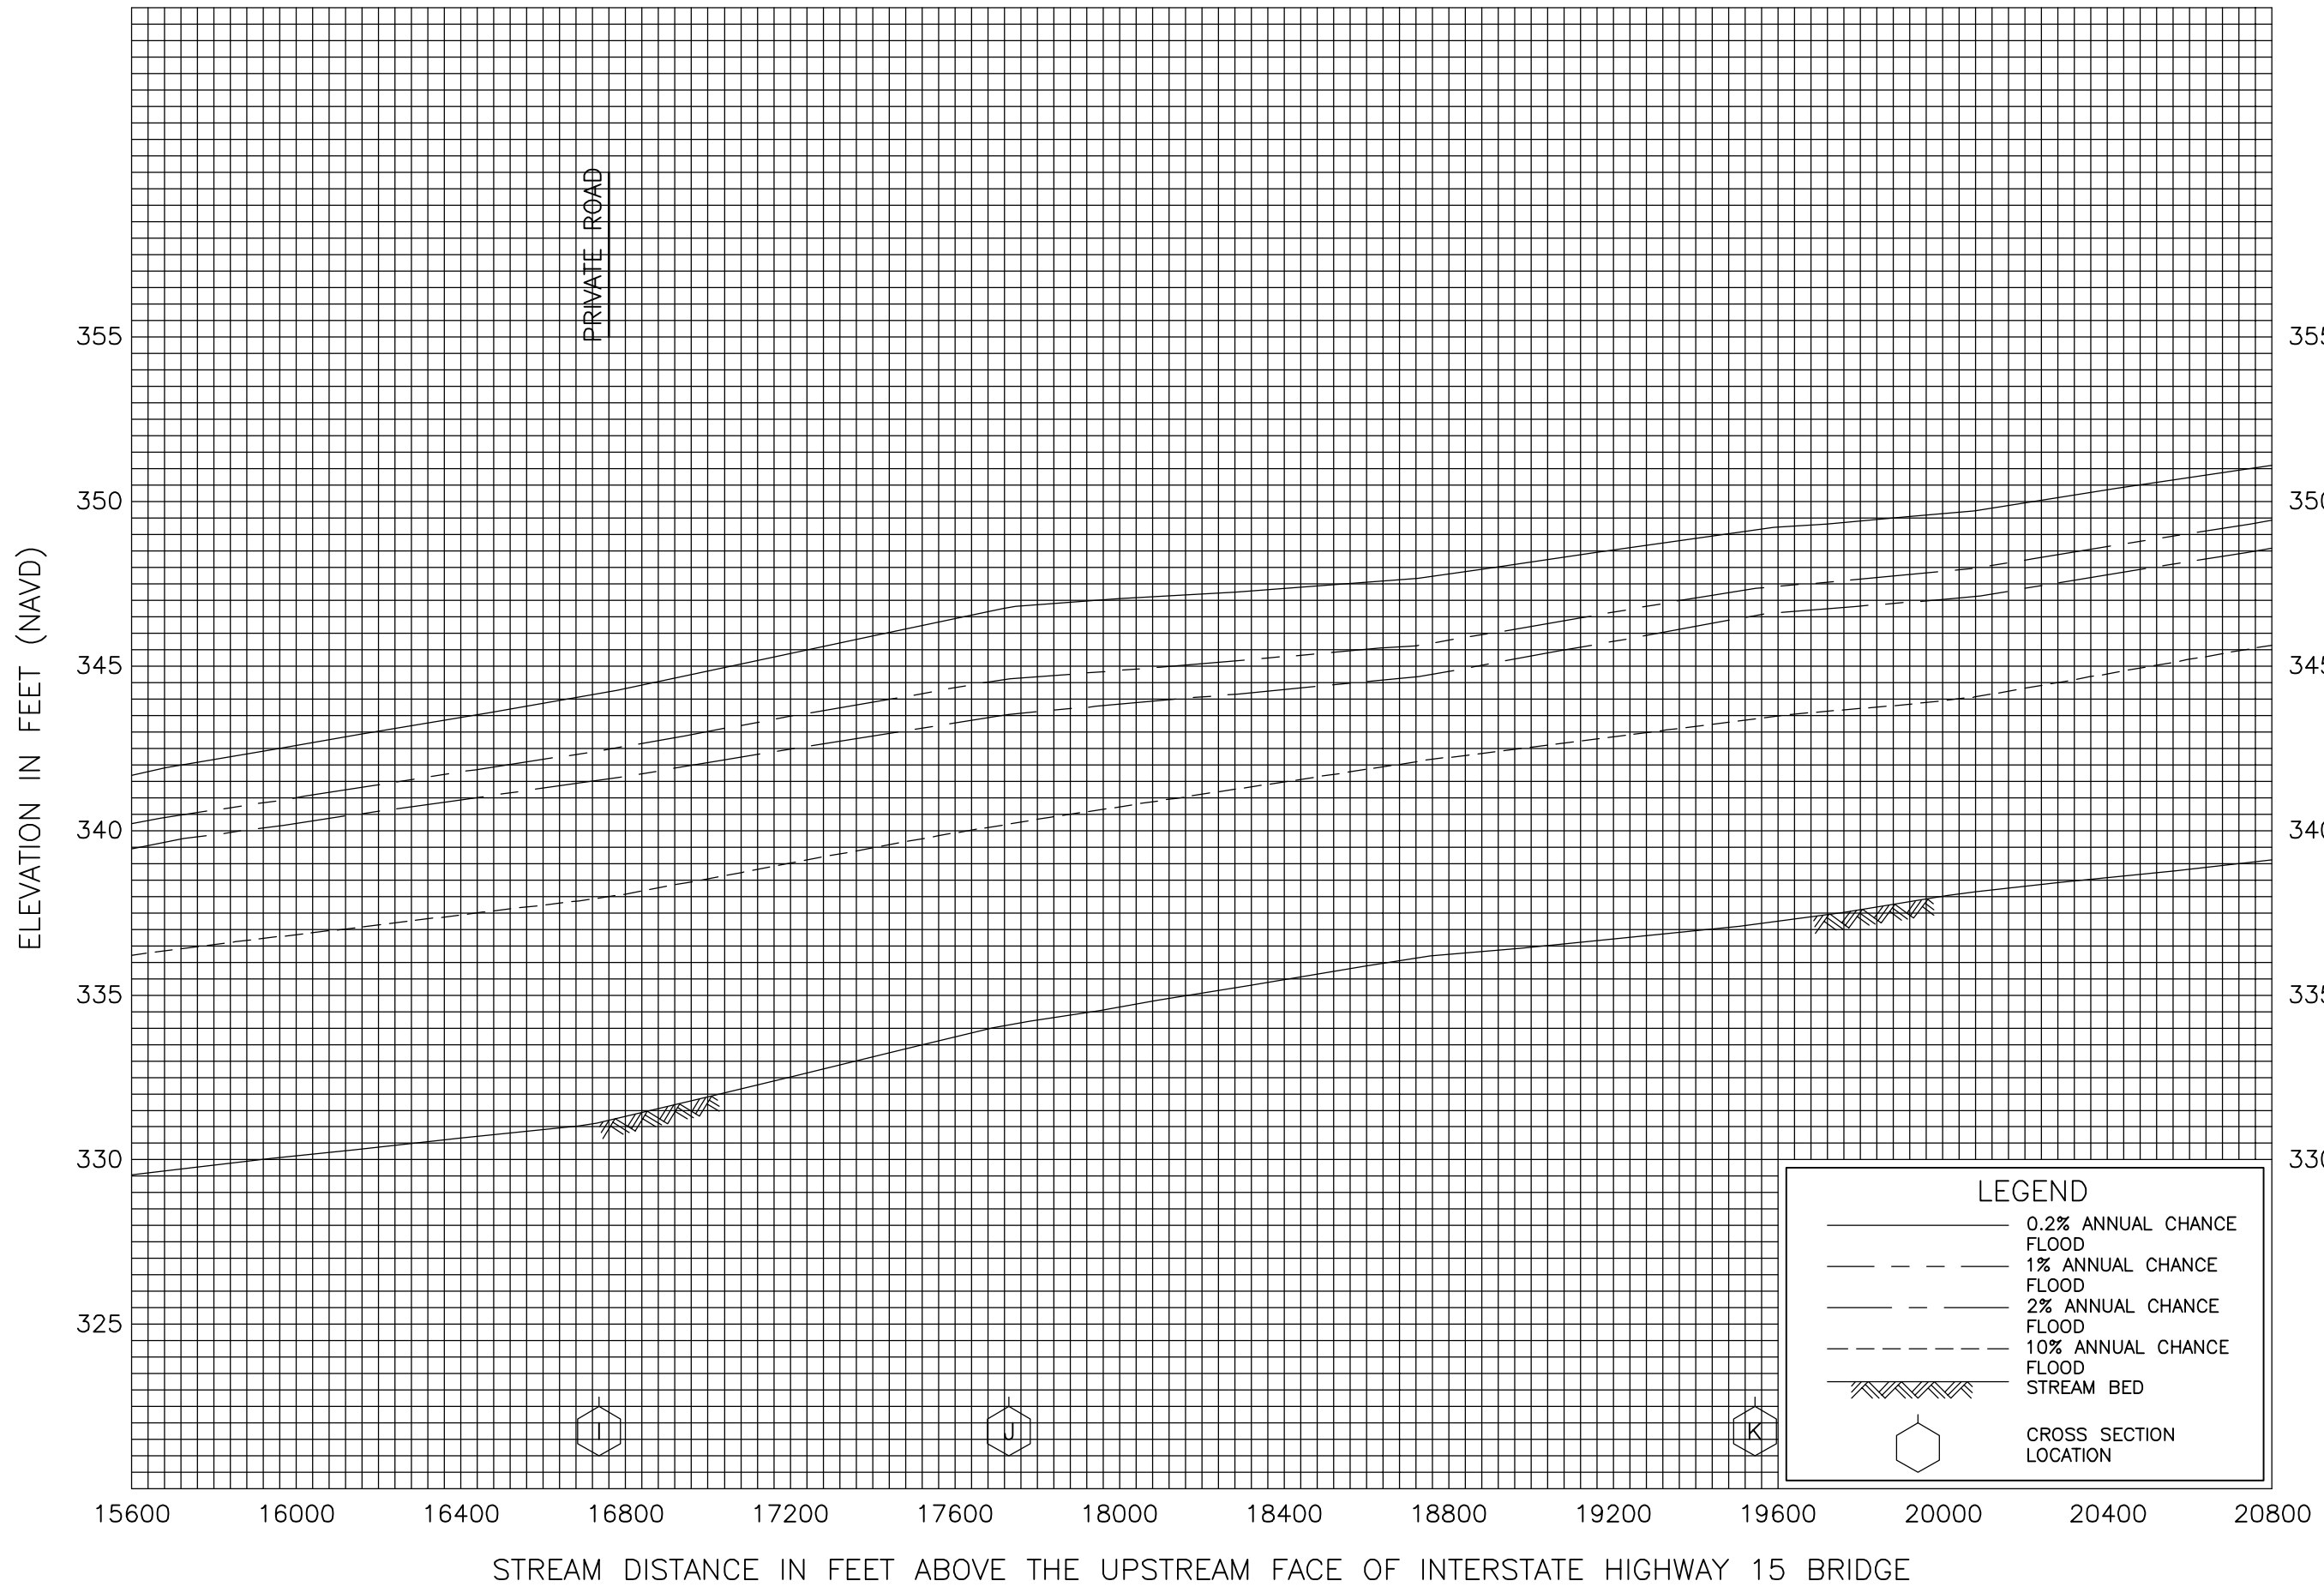 PRIVATE ROAD
ELEVATION IN FEET (NAVD)
355
350
345
340
335
330
325
355
350
345
340
335
330
LEGEND
0.2% ANNUAL CHANCE
FLOOD
1% ANNUAL CHANCE
FLOOD
2% ANNUAL CHANCE
FLOOD
10% ANNUAL CHANCE
FLOOD
STREAM BED
CROSS SECTION
LOCATION
I
J
K
15600 16000 16400 16800 17200 17600 18000 18400 18800 19200 19600 20000 20400 20800
STREAM DISTANCE IN FEET ABOVE THE UPSTREAM FACE OF INTERSTATE HIGHWAY 15 BRIDGE